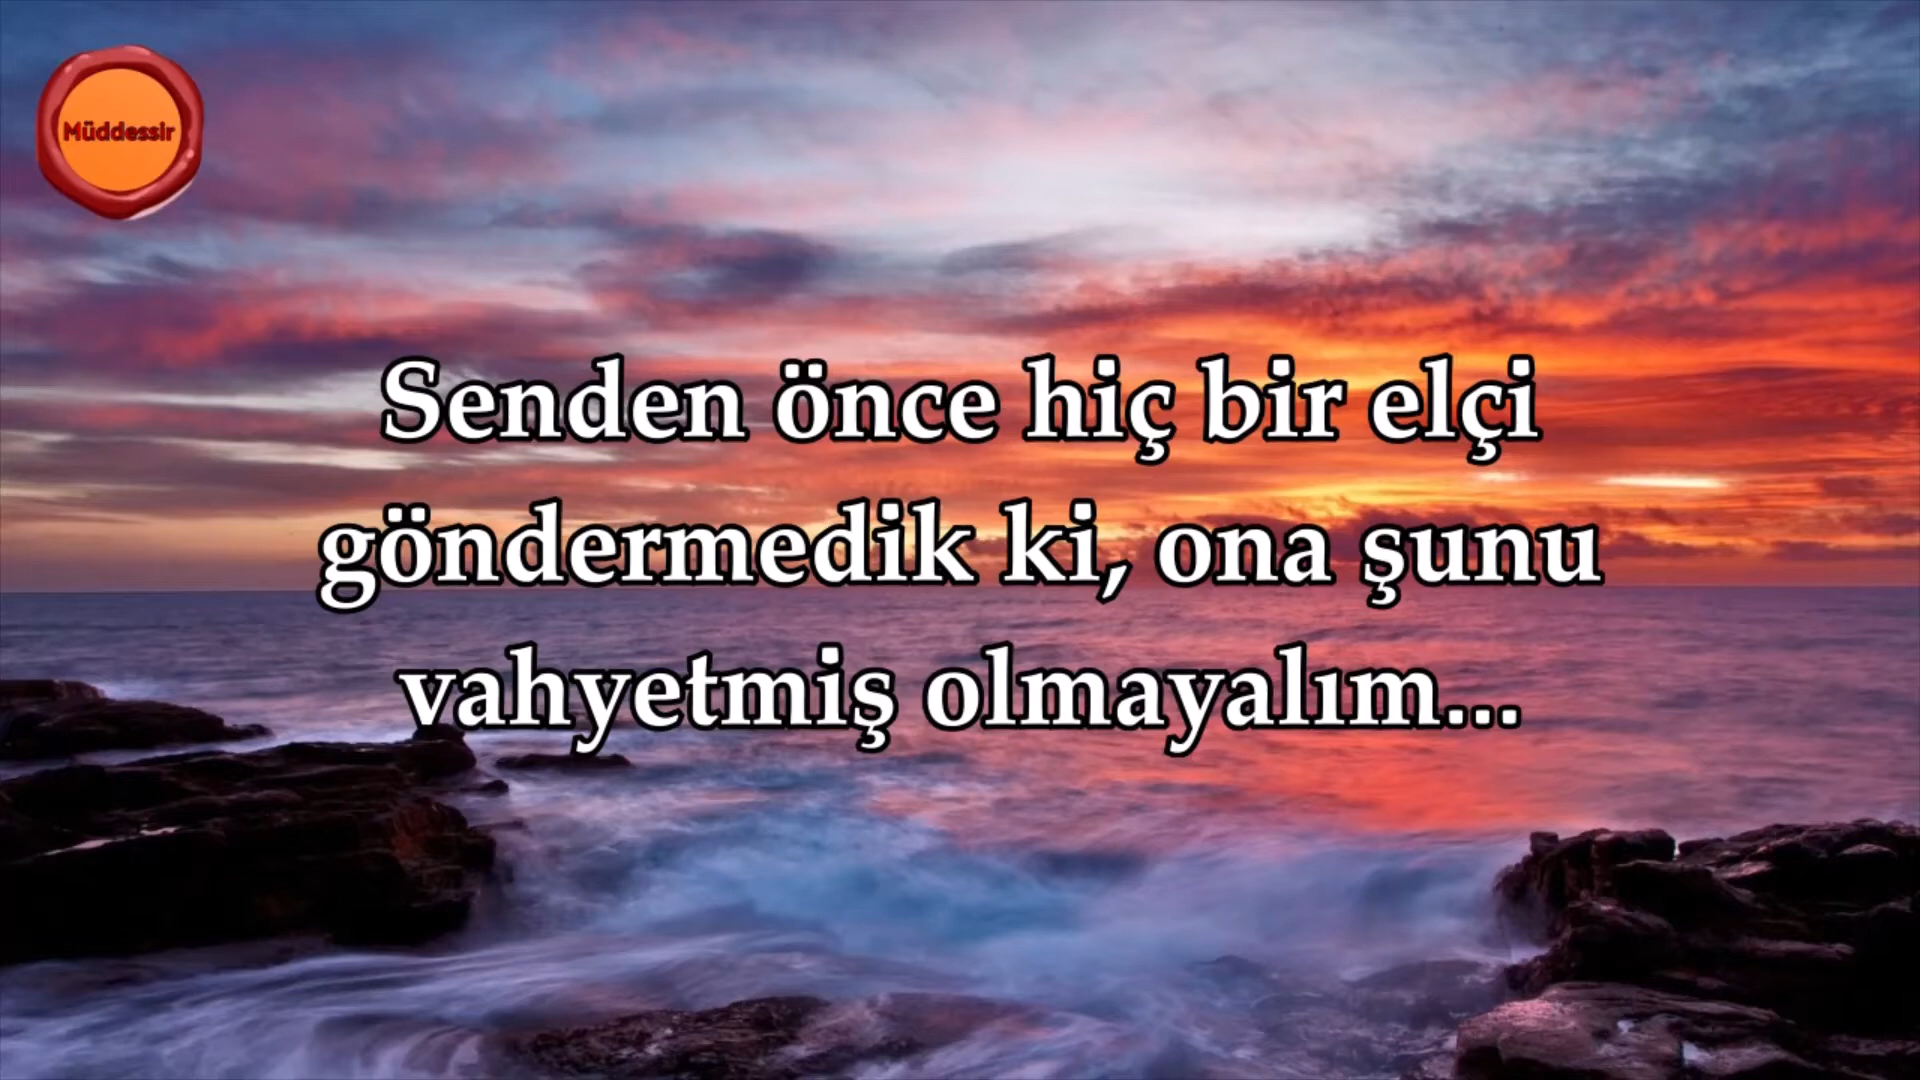 Müddessir
Senden önce hiç bir elçi
göndermedik ki, ona şunu
vahyetmiş olmayalım...